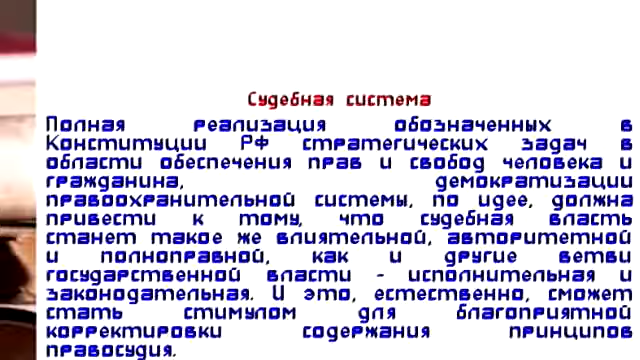 Судебная система
Полная реализация обозначенных в
Конституции РФ стратегических задач в
области обеспечения прав и свобод человека и
гражданина, демократизации
правоохранительной системы, по идее, должна
привести к тому, что судебная власть
станет такое же влиятельной, авторитетной
и полноправной, как и другие ветви
государственной власти - исполнительная и
законодательная. И это, естественно, сможет
стать стимулом для благоприятной
корректировки содержания принципов
правосудия.